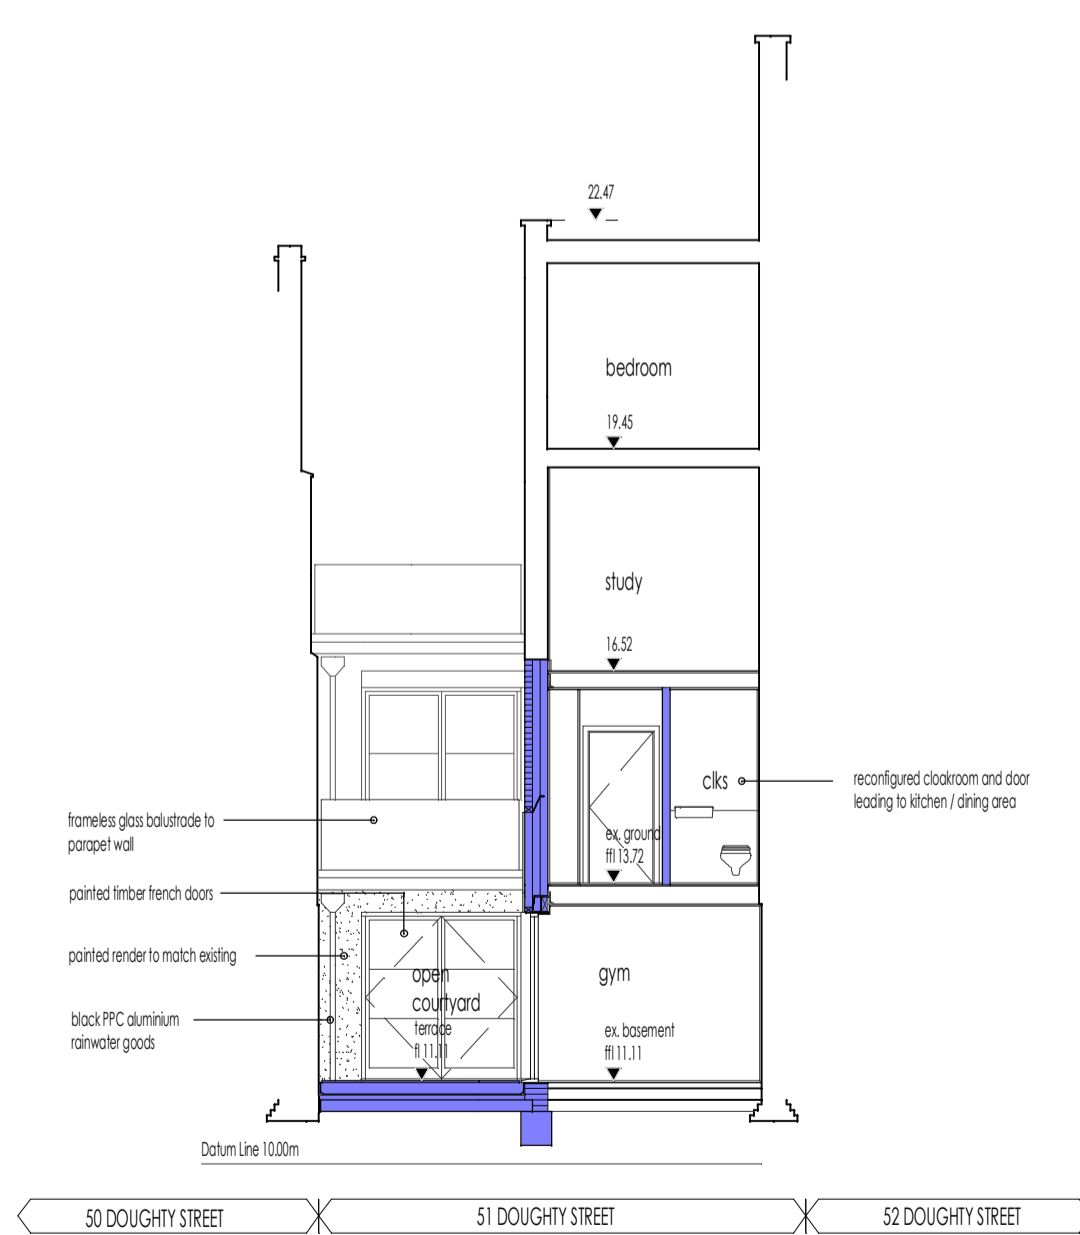 22.47
bedroom
19.45
study
16.52
clks
reconfigured cloakroom and door
leading to kitchen / dining area
frameless glass balustrade to
parapet wall
ex. ground
ffl 13.72
painted timber french doors
painted render to match existing
open
courtyard
terrace
fl 11.11
gym
ex. basement
ffl 11.11
black PPC aluminium
rainwater goods
Datum Line 10.00m
50 DOUGHTY STREET
51 DOUGHTY STREET
52 DOUGHTY STREET